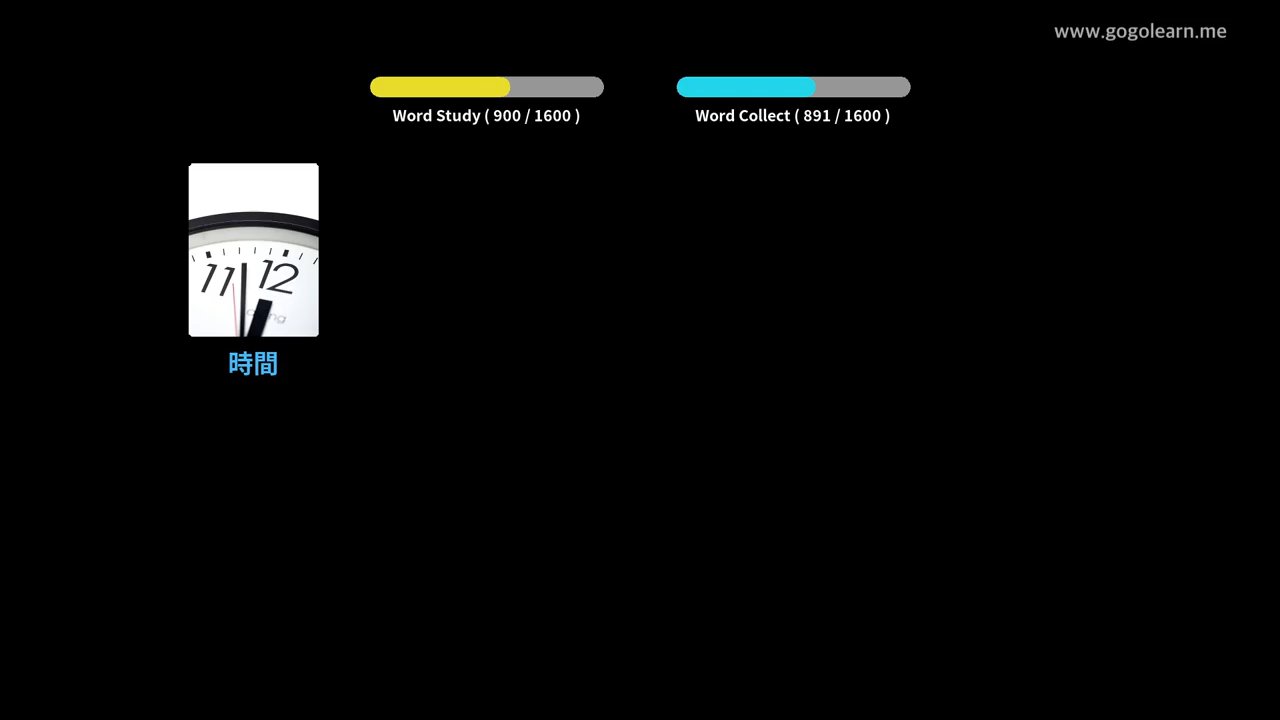 www.gogolearn.me
Word Study ( 900 / 1600 )
Word Collect ( 891 / 1600 )
11 12
時間